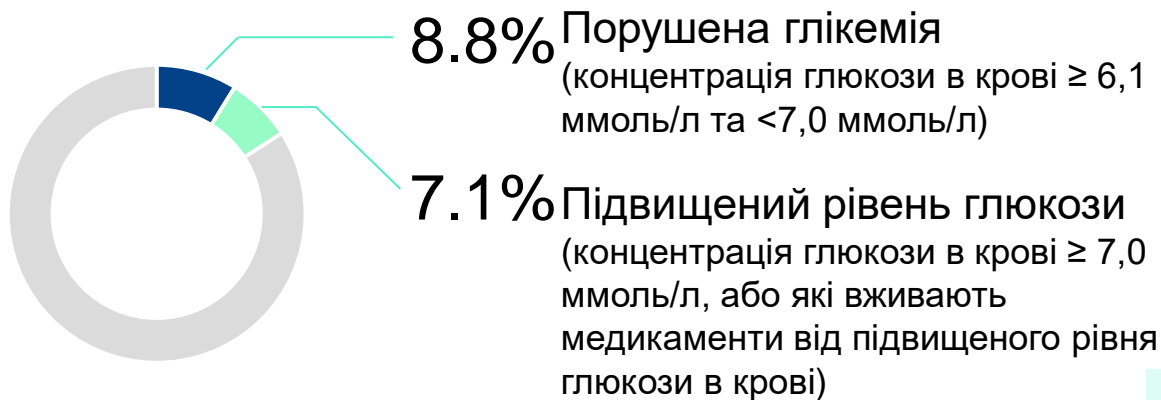 8.8% Порушена глікемія
(концентрація глюкози в крові ≥ 6,1
ммоль/л та <7,0 ммоль/л)
7.1% Підвищений рівень глюкози
(концентрація глюкози в крові ≥ 7,0
ммоль/л, або які вживають
медикаменти від підвищеного рівня
глюкози в крові)